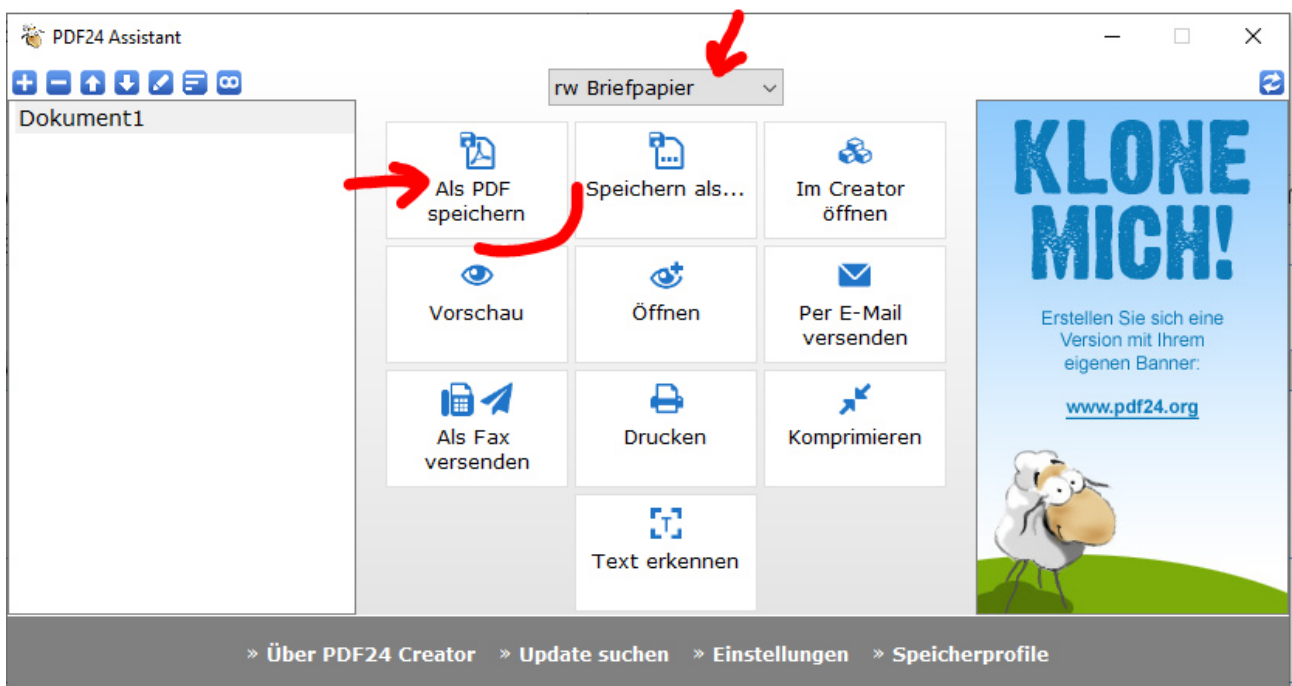 PDF24 Assistant
rw Briefpapier
Dokument1
Als PDF
speichern
Speichern als...
Im Creator
öffnen
Vorschau
Öffnen
Per E-Mail
versenden
Als Fax
versenden
Drucken
Komprimieren
T
Text erkennen
KLONE
MICH!
Erstellen Sie sich eine
Version mit Ihrem
eigenen Banner:
www.pdf24.org
» Über PDF24 Creator » Update suchen » Einstellungen » Speicherprofile